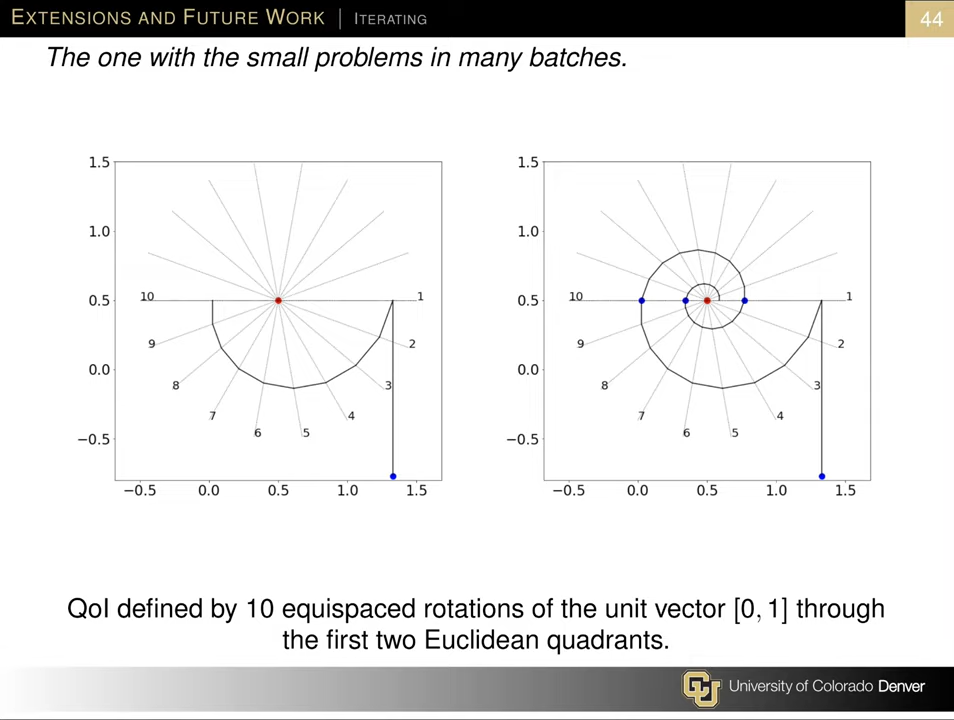 EXTENSIONS AND FUTURE WORK | ITERATING 44
The one with the small problems in many batches.
1.5
1.0
0.5
0.0
−0.5
−0.5 0.0 0.5 1.0 1.5
10 1
9 2
8 3
7 4
6 5
1.5
1.0
0.5
0.0
−0.5
−0.5 0.0 0.5 1.0 1.5
10 1
9 2
8 3
7 4
6 5
QoI defined by 10 equispaced rotations of the unit vector [0, 1] through
the first two Euclidean quadrants.
CU University of Colorado Denver